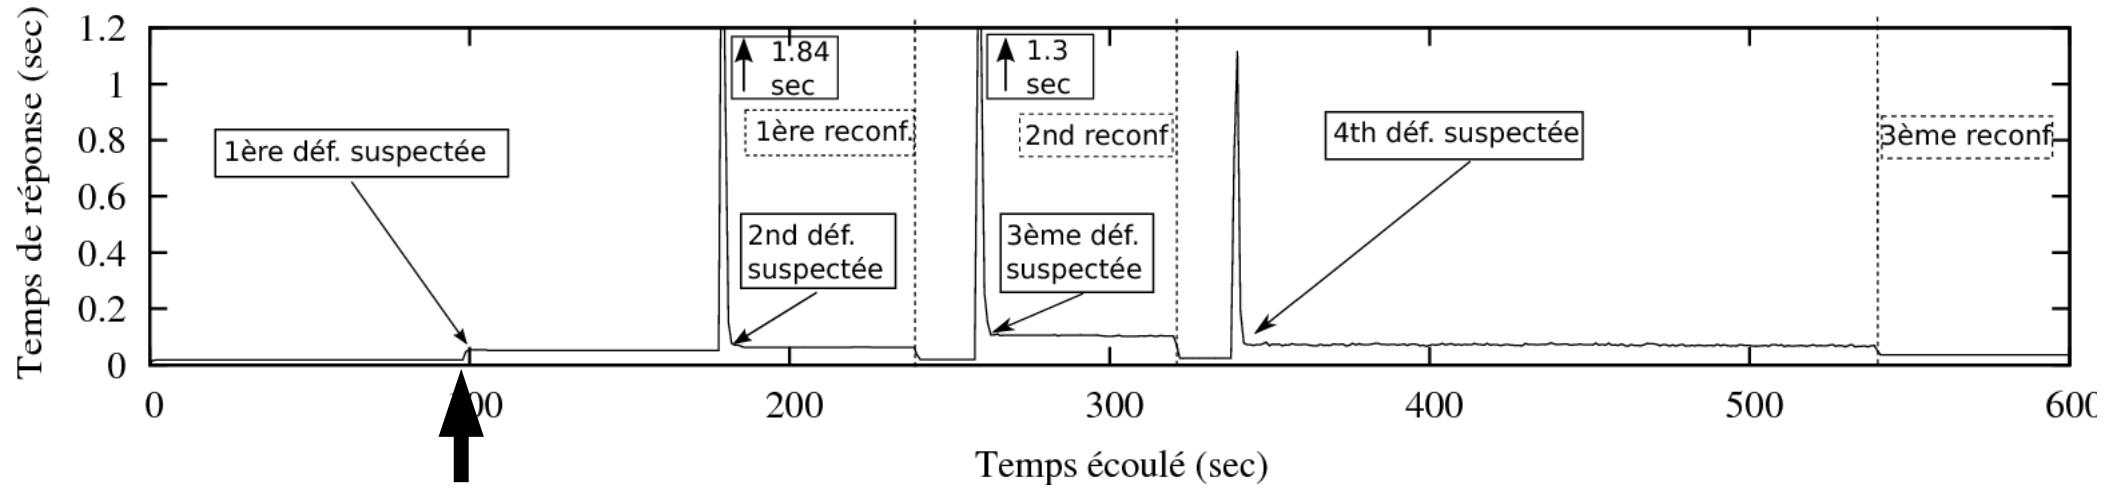 Temps de réponse (sec)
1.2
1
0.8
0.6
0.4
0.2
0
1.84
sec
1.3
sec
1ère déf. suspectée
1ère reconf.
2nd reconf
4th déf. suspectée
3ème reconf
2nd déf.
suspectée
3ème déf.
suspectée
0
200
300
400
500
600
Temps écoulé (sec)